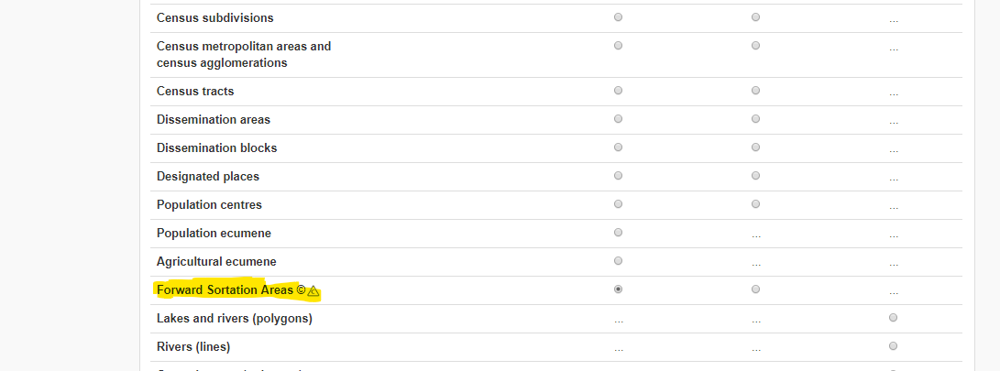 Census subdivisions ...
Census metropolitan areas and
census agglomerations ...
Census tracts ...
Dissemination areas ...
Dissemination blocks ...
Designated places ...
Population centres ...
Population ecumene ... ...
Agricultural ecumene ... ...
Forward Sortation Areas © ...
Lakes and rivers (polygons) ... ...
Rivers (lines) ... ...